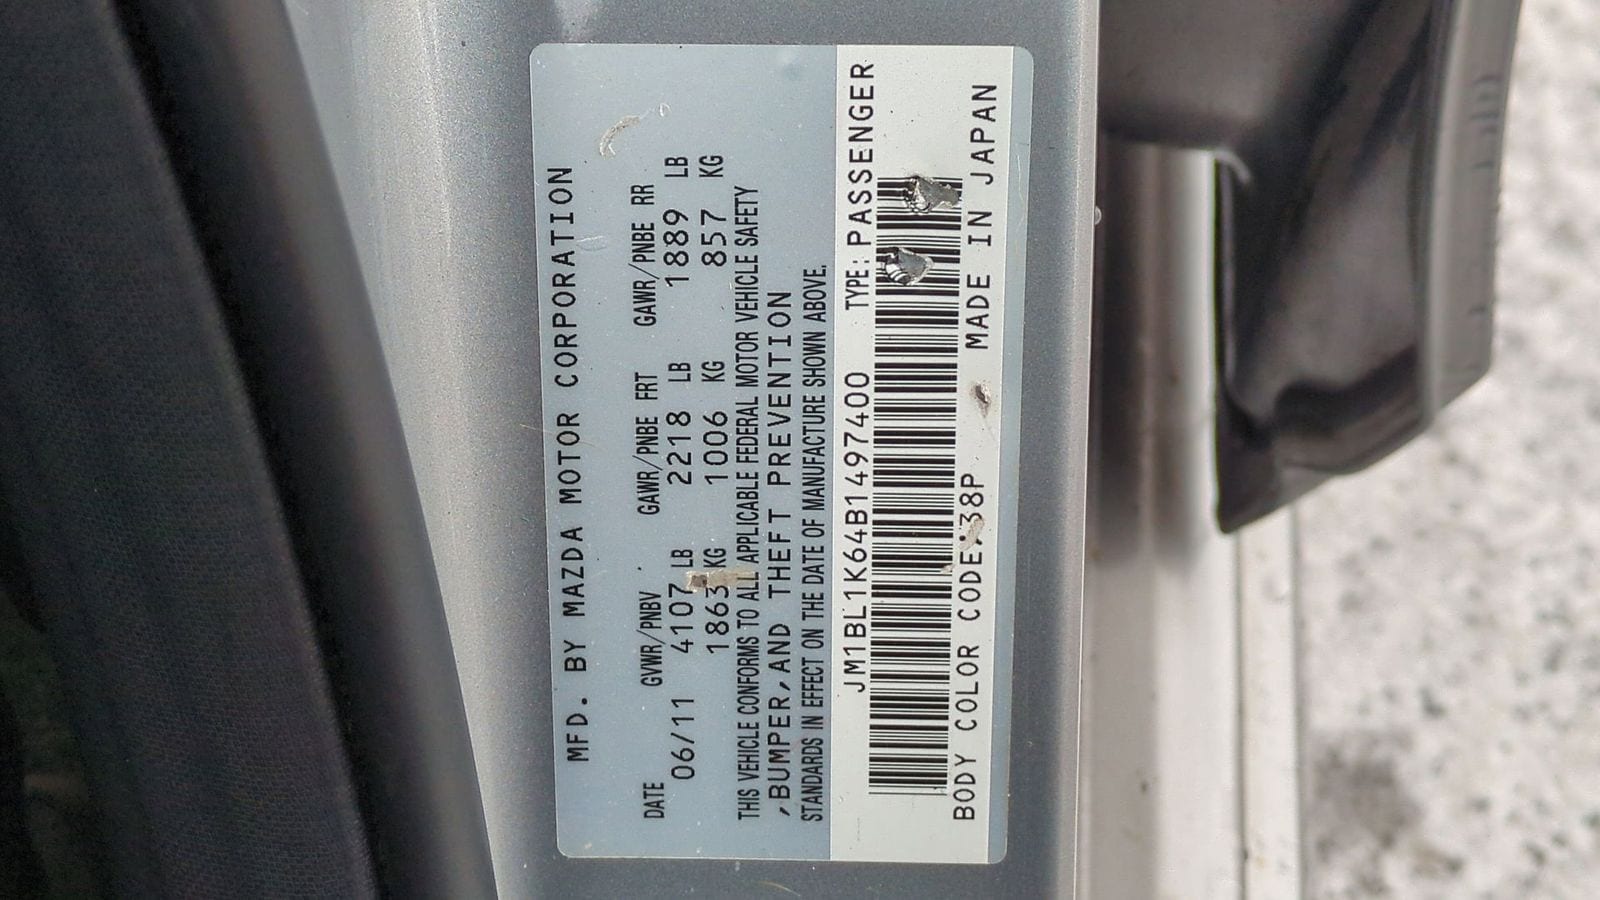 MFD. BY MAZDA MOTOR CORPORATION
DATE GVWR/PNBV GAWR/PNBE FRT GAWR/PNBE RR
06/11 4107 LB 2218 LB 1889 LB
1863 KG 1006 KG 857 KG
THIS VEHICLE CONFORMS TO ALL APPLICABLE FEDERAL MOTOR VEHICLE SAFETY
,BUMPER,AND THEFT PREVENTION
STANDARDS IN EFFECT ON THE DATE OF MANUFACTURE SHOWN ABOVE.
JM1BL1K64B1497400 TYPE: PASSENGER
BODY COLOR CODE:38P MADE IN JAPAN